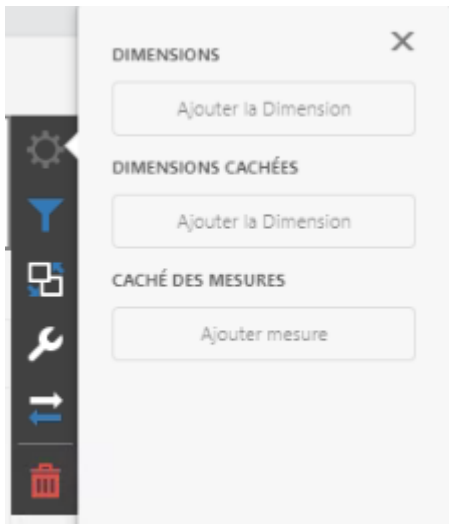 DIMENSIONS
Ajouter la Dimension
DIMENSIONS CACHÉES
Ajouter la Dimension
CACHÉ DES MESURES
Ajouter mesure